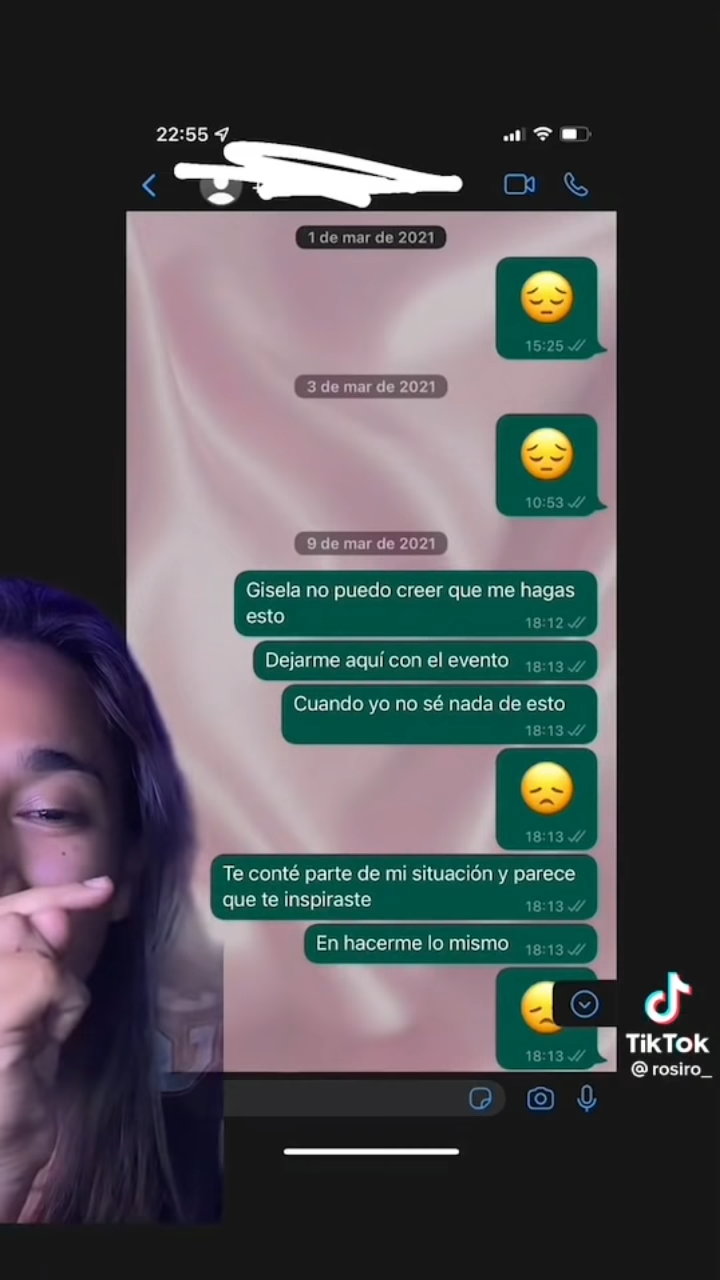 22:55
1 de mar de 2021
15:25
3 de mar de 2021
10:53
9 de mar de 2021
Gisela no puedo creer que me hagas
esto
18:12
Dejarme aquí con el evento 18:13
Cuando yo no sé nada de esto
18:13
18:13
Te conté parte de mi situación y parece
que te inspiraste 18:13
En hacerme lo mismo 18:13
18:13
TikTok
@rosiro_